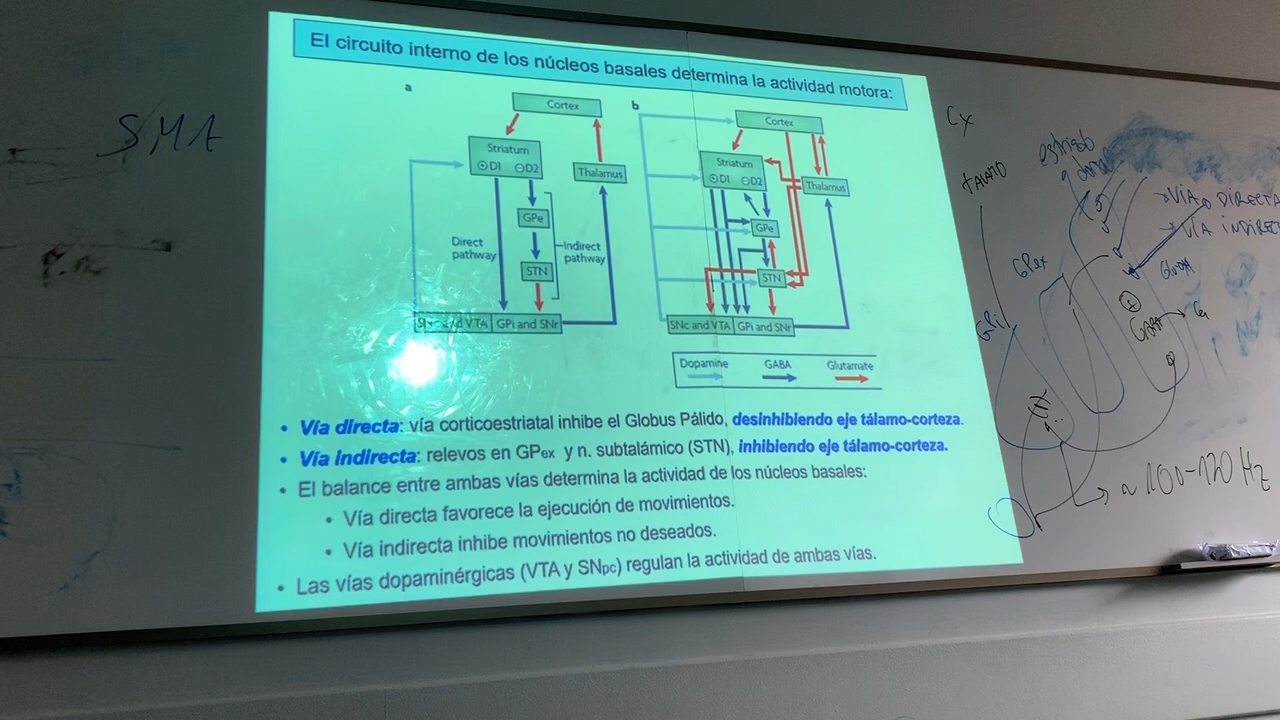 El circuito interno de los núcleos basales determina la actividad motora:
a
Cortex
Striatum
⊕D1 ⊖D2
Thalamus
GPe
Direct
pathway
Indirect
pathway
STN
SNc and VTA GPi and SNr
b
Cortex
Striatum
⊕D1 ⊖D2
Thalamus
GPe
STN
SNc and VTA GPi and SNr
Dopamine GABA Glutamate
• Vía directa: vía corticoestriatal inhibe el Globus Pálido, desinhibiendo eje tálamo-corteza.
• Vía indirecta: relevos en GPex y n. subtalámico (STN), inhibiendo eje tálamo-corteza.
• El balance entre ambas vías determina la actividad de los núcleos basales:
• Vía directa favorece la ejecución de movimientos.
• Vía indirecta inhibe movimientos no deseados.
• Las vías dopaminérgicas (VTA y SNpc) regulan la actividad de ambas vías.
SMA
Cx
tálamo
estriado
VÍA DIRECTA
VÍA INDIRECT
GPex
GPi
GABA
~ 100-120 Hz